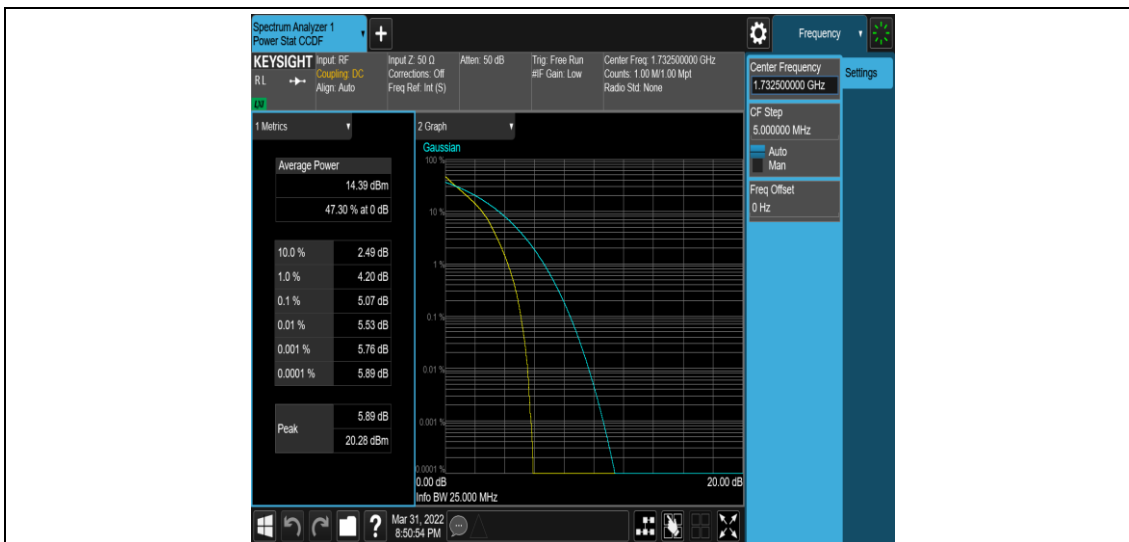 Spectrum Analyzer 1
Power Stat CCDF
+
Frequency
KEYSIGHT
RL
Input: RF
Coupling: DC
Align: Auto
Input Z: 50 Ω
Corrections: Off
Freq Ref: Int (S)
Atten: 50 dB
Trig: Free Run
#IF Gain: Low
Center Freq: 1.732500000 GHz
Counts: 1.00 M/1.00 Mpt
Radio Std: None
Center Frequency
1.732500000 GHz
Settings
CF Step
5.000000 MHz
Auto
Man
Freq Offset
0 Hz
1 Metrics
Average Power
14.39 dBm
47.30 % at 0 dB
10.0 % 2.49 dB
1.0 % 4.20 dB
0.1 % 5.07 dB
0.01 % 5.53 dB
0.001 % 5.76 dB
0.0001 % 5.89 dB
Peak
5.89 dB
20.28 dBm
2 Graph
Gaussian
100 %
10 %
1 %
0.1 %
0.01 %
0.001 %
0.0001 %
0.00 dB 20.00 dB
Info BW 25.000 MHz
?
Mar 31, 2022
8:50:54 PM